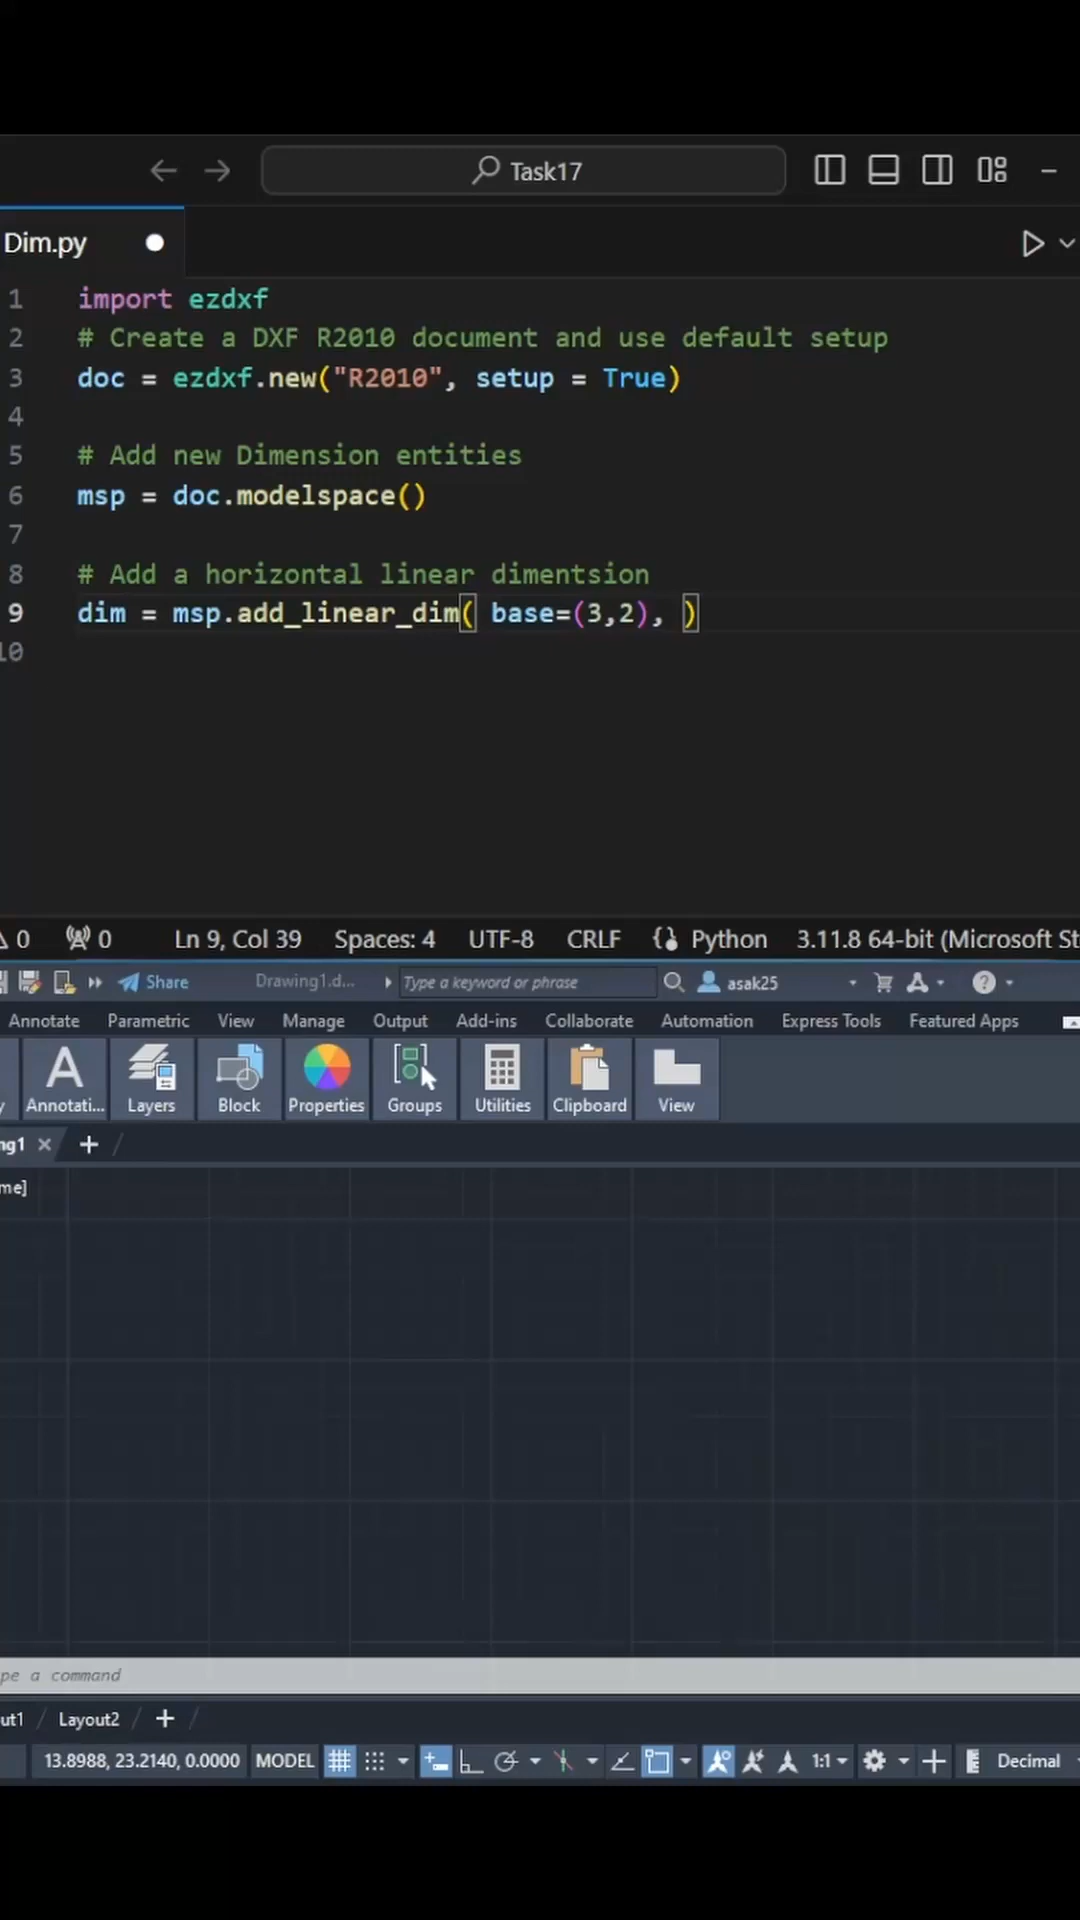 Task17
Dim.py
1 import ezdxf
2 # Create a DXF R2010 document and use default setup
3 doc = ezdxf.new("R2010", setup = True)
4
5 # Add new Dimension entities
6 msp = doc.modelspace()
7
8 # Add a horizontal linear dimentsion
9 dim = msp.add_linear_dim( base=(3,2), )
10
0 0 Ln 9, Col 39 Spaces: 4 UTF-8 CRLF Python 3.11.8 64-bit (Microsoft St
Share Drawing1.d... Type a keyword or phrase asak25
Annotate Parametric View Manage Output Add-ins Collaborate Automation Express Tools Featured Apps
y Annotati... Layers Block Properties Groups Utilities Clipboard View
ng1
me]
pe a command
ut1 Layout2
13.8988, 23.2140, 0.0000 MODEL 1:1 Decimal